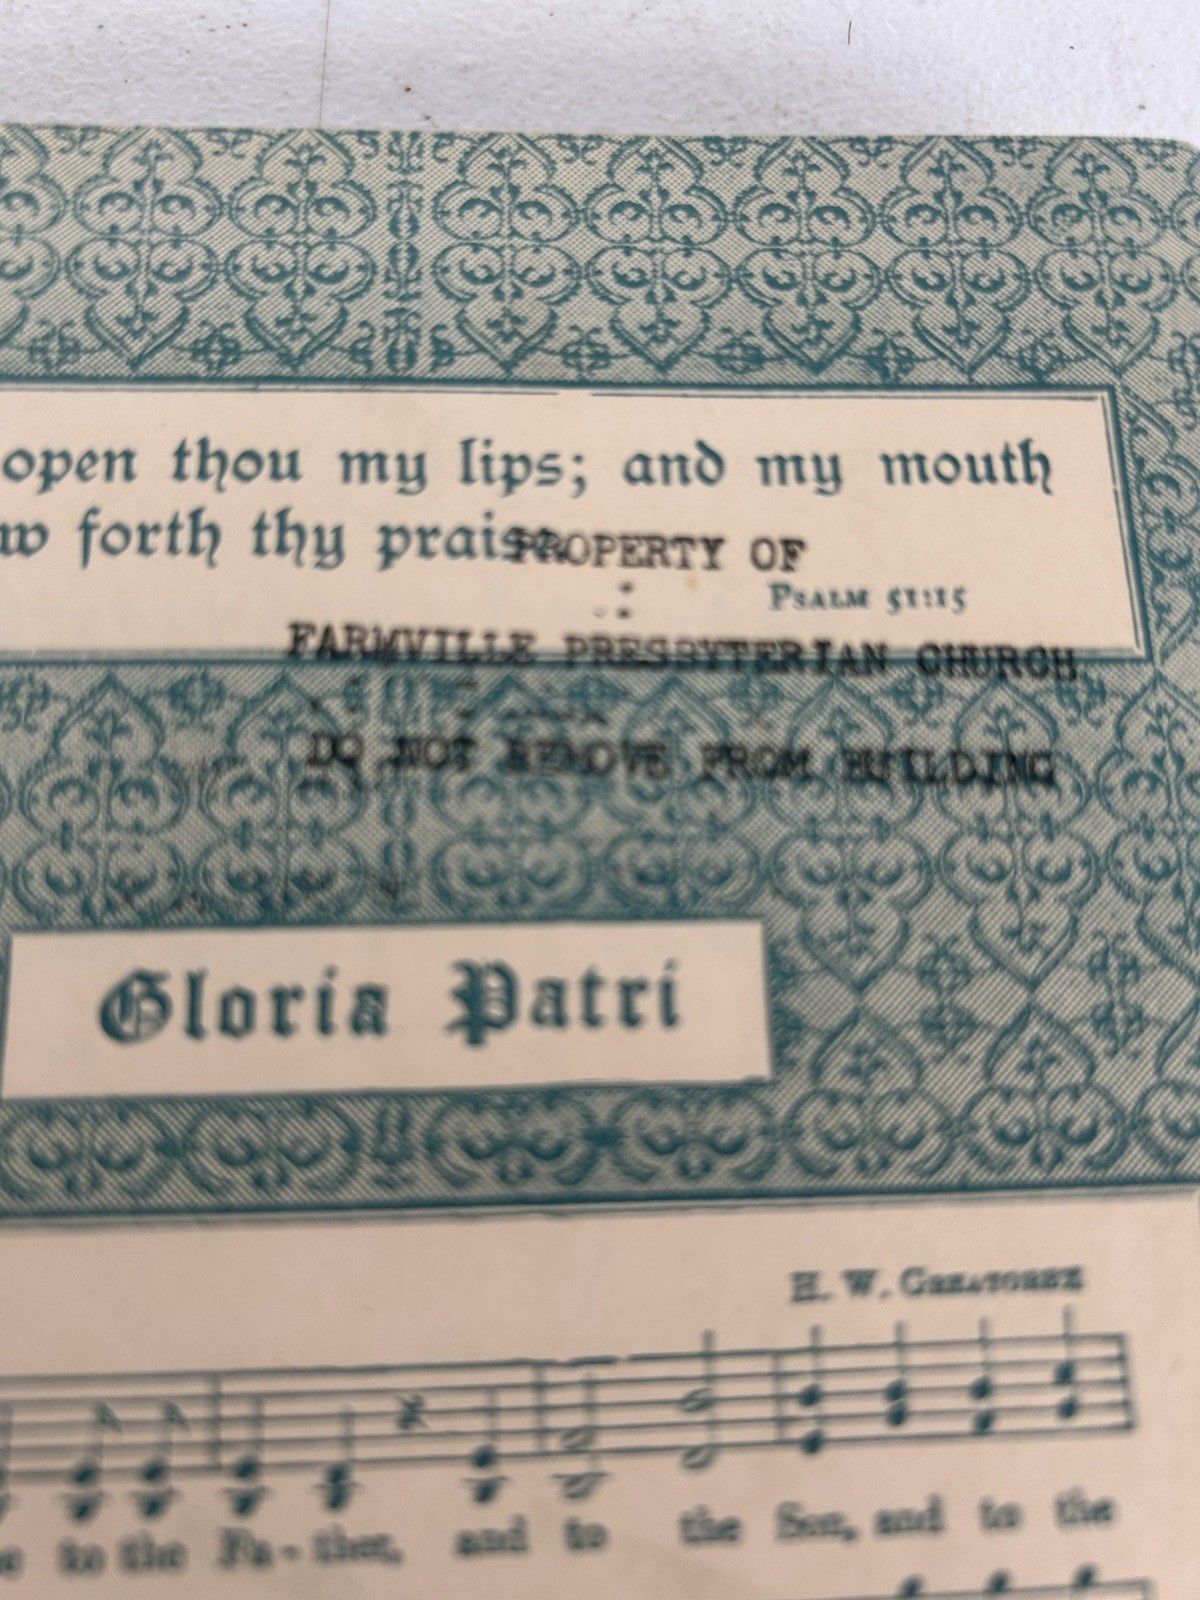 open thou my lips; and my mouth
w forth thy praise.
PROPERTY OF
PSALM 51:15
FARMVILLE PRESBYTERIAN CHURCH
DO NOT REMOVE FROM BUILDING
Gloria Patri
H. W. GREATOREX
to the Fa - ther, and to the Son, and to the